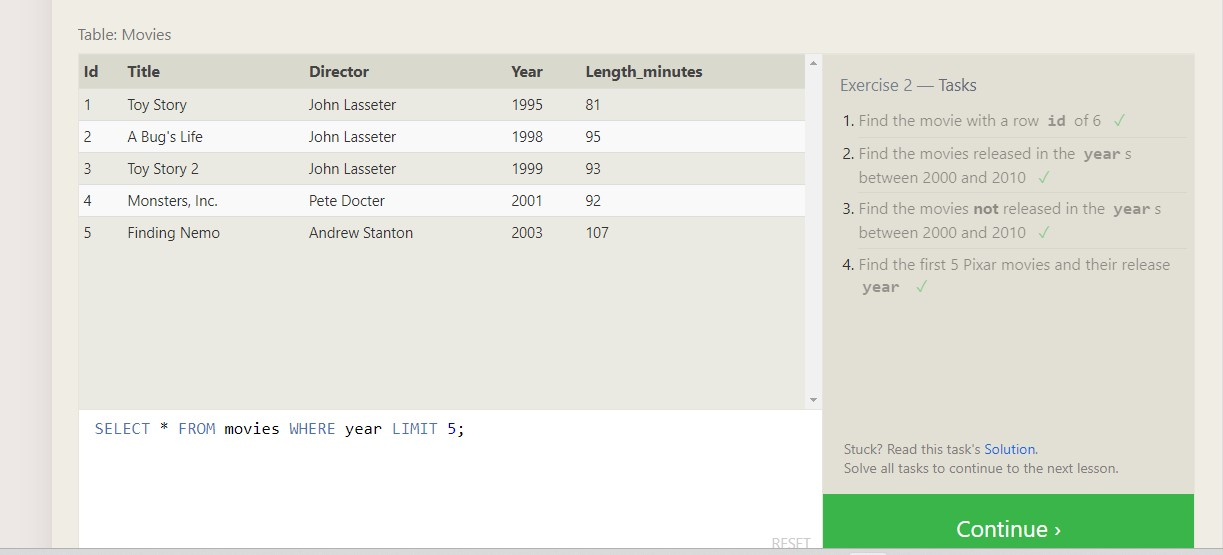 Table: Movies
Id Title Director Year Length_minutes
1 Toy Story John Lasseter 1995 81
2 A Bug's Life John Lasseter 1998 95
3 Toy Story 2 John Lasseter 1999 93
4 Monsters, Inc. Pete Docter 2001 92
5 Finding Nemo Andrew Stanton 2003 107
SELECT * FROM movies WHERE year LIMIT 5;
RESET
Exercise 2 — Tasks
1. Find the movie with a row id of 6 ✓
2. Find the movies released in the year s
between 2000 and 2010 ✓
3. Find the movies not released in the year s
between 2000 and 2010 ✓
4. Find the first 5 Pixar movies and their release
year ✓
Stuck? Read this task's Solution.
Solve all tasks to continue to the next lesson.
Continue ›